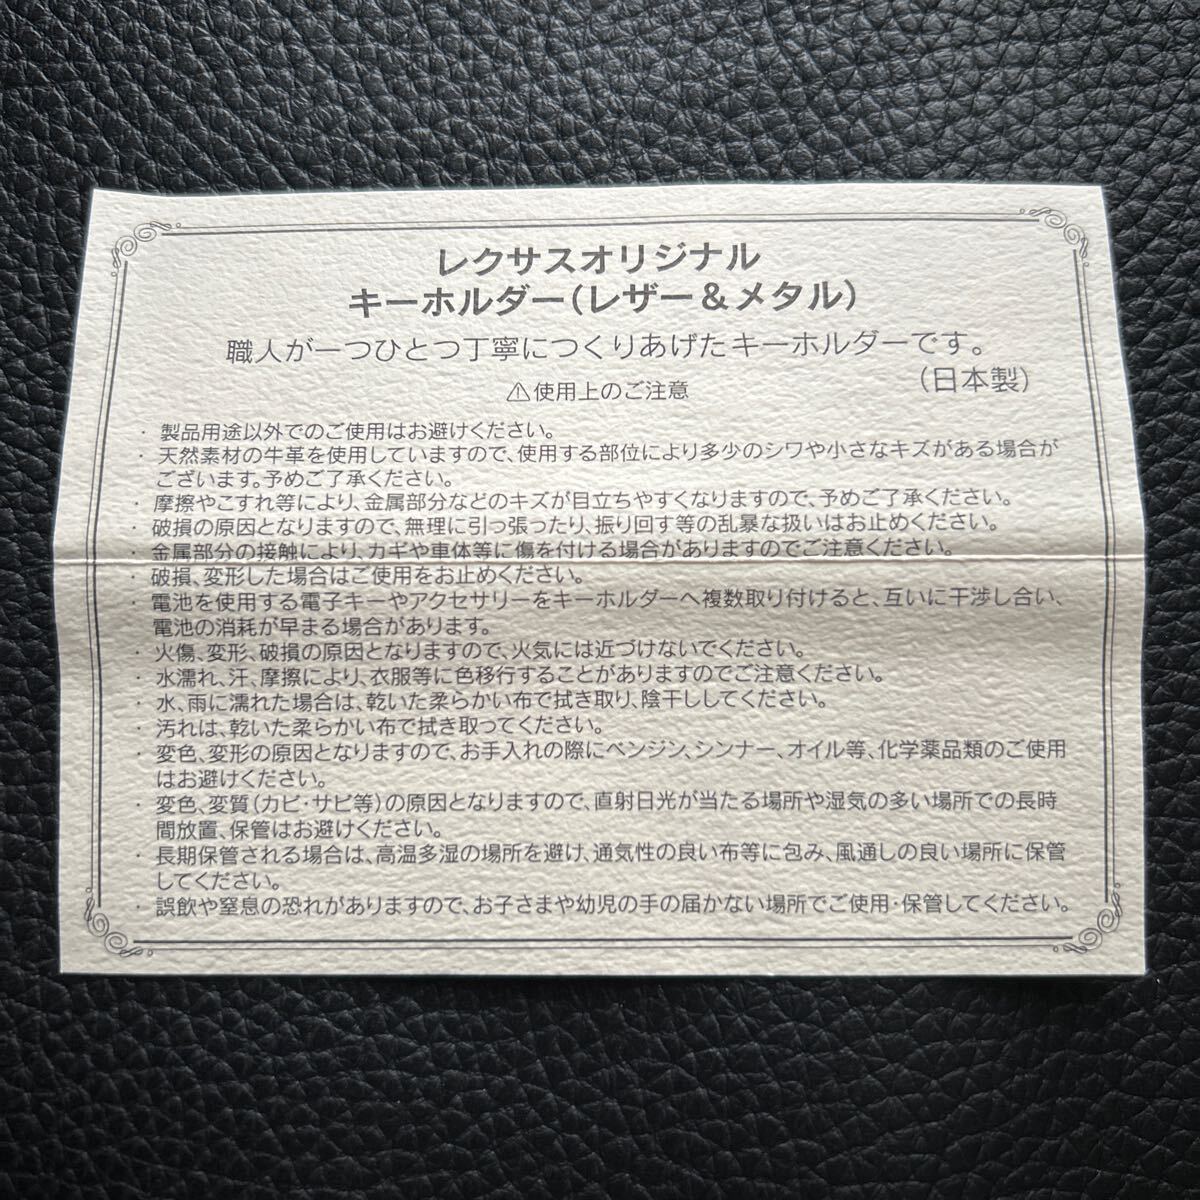 レクサスオリジナル
キーホルダー(レザー&メタル)
職人が一つひとつ丁寧につくりあげたキーホルダーです。
(日本製)
⚠使用上のご注意
・製品用途以外でのご使用はお避けください。
・天然素材の牛革を使用していますので、使用する部位により多少のシワや小さなキズがある場合が
ございます。予めご了承ください。
・摩擦やこすれ等により、金属部分などのキズが目立ちやすくなりますので、予めご了承ください。
・破損の原因となりますので、無理に引っ張ったり、振り回す等の乱暴な扱いはお止めください。
・金属部分の接触により、カギや車体等に傷を付ける場合がありますのでご注意ください。
・破損、変形した場合はご使用をお止めください。
・電池を使用する電子キーやアクセサリーをキーホルダーへ複数取り付けると、互いに干渉し合い、
電池の消耗が早まる場合があります。
・火傷、変形、破損の原因となりますので、火気には近づけないでください。
・水濡れ、汗、摩擦により、衣服等に色移行することがありますのでご注意ください。
・水、雨に濡れた場合は、乾いた柔らかい布で拭き取り、陰干ししてください。
・汚れは、乾いた柔らかい布で拭き取ってください。
・変色、変形の原因となりますので、お手入れの際にベンジン、シンナー、オイル等、化学薬品類のご使用
はお避けください。
・変色、変質(カビ・サビ等)の原因となりますので、直射日光が当たる場所や湿気の多い場所での長時
間放置、保管はお避けください。
・長期保管される場合は、高温多湿の場所を避け、通気性の良い布等に包み、風通しの良い場所に保管
してください。
・誤飲や窒息の恐れがありますので、お子さまや幼児の手の届かない場所でご使用・保管してください。